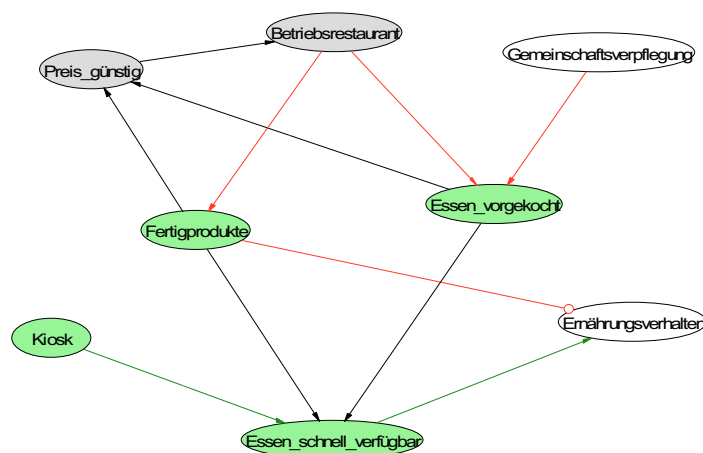 Betriebsrestaurant
Gemeinschaftsverpflegung
Preis_günstig
Essen_vorgekocht
Fertigprodukte
Ernährungsverhalten
Kiosk
Essen_schnell_verfügbar